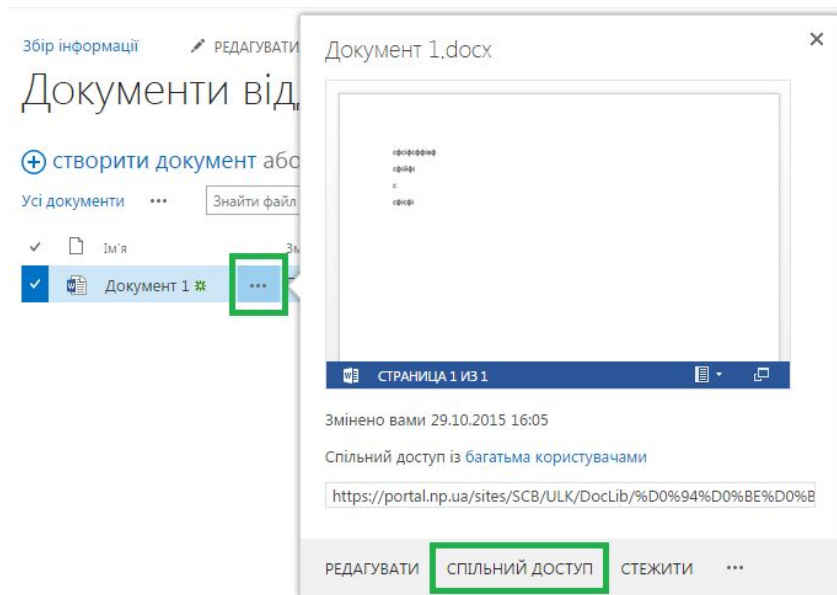 Збір інформації
РЕДАГУВАТИ
Документи від
створити документ або
Усі документи ...
Знайти файл
Ім'я
Зм
Документ 1
...
Документ 1.docx
СТРАНИЦА 1 ИЗ 1
Змінено вами 29.10.2015 16:05
Спільний доступ із багатьма користувачами
https://portal.np.ua/sites/SCB/ULK/DocLib/%D0%94%D0%BE%D0%B
РЕДАГУВАТИ СПІЛЬНИЙ ДОСТУП СТЕЖИТИ ...